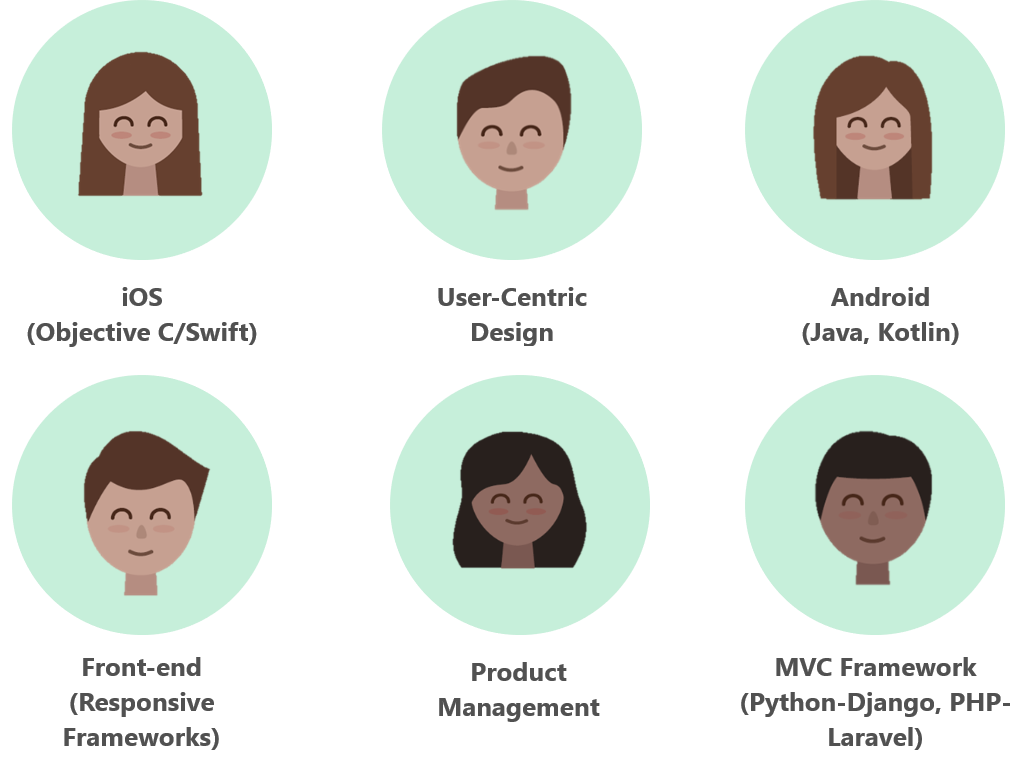 iOS
(Objective C/Swift)
User-Centric
Design
Android
(Java, Kotlin)
Front-end
(Responsive
Frameworks)
Product
Management
MVC Framework
(Python-Django, PHP-
Laravel)